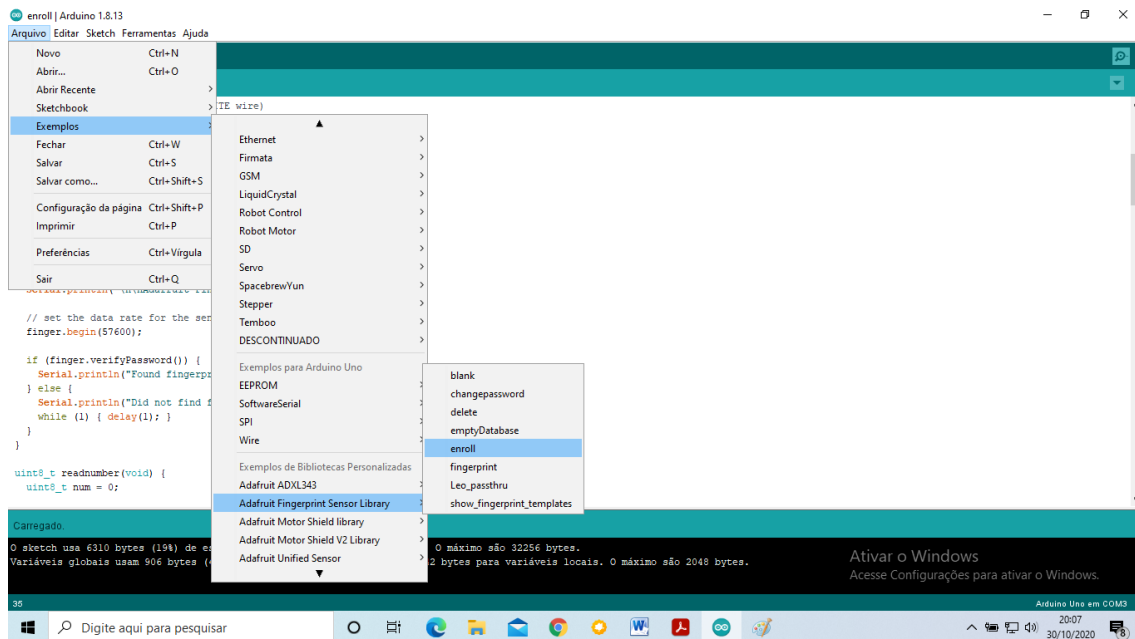 enroll | Arduino 1.8.13
Arquivo Editar Sketch Ferramentas Ajuda
Novo Ctrl+N
Abrir... Ctrl+O
Abrir Recente
Sketchbook
Exemplos
Fechar Ctrl+W
Salvar Ctrl+S
Salvar como... Ctrl+Shift+S
Configuração da página Ctrl+Shift+P
Imprimir Ctrl+P
Preferências Ctrl+Vírgula
Sair Ctrl+Q
TE wire)
// set the data rate for the ser
finger.begin(57600);
if (finger.verifyPassword()) {
Serial.println("Found fingerpr
} else {
Serial.println("Did not find f
while (1) { delay(1); }
}
}
uint8_t readnumber(void) {
uint8_t num = 0;
Ethernet
Firmata
GSM
LiquidCrystal
Robot Control
Robot Motor
SD
Servo
SpacebrewYun
Stepper
Temboo
DESCONTINUADO
Exemplos para Arduino Uno
EEPROM
SoftwareSerial
SPI
Wire
Exemplos de Bibliotecas Personalizadas
Adafruit ADXL343
Adafruit Fingerprint Sensor Library
Adafruit Motor Shield library
Adafruit Motor Shield V2 Library
Adafruit Unified Sensor
blank
changepassword
delete
emptyDatabase
enroll
fingerprint
Leo_passthru
show_fingerprint_templates
Carregado.
O sketch usa 6310 bytes (19%) de es O máximo são 32256 bytes.
Variáveis globais usam 906 bytes ( 2 bytes para variáveis locais. O máximo são 2048 bytes.
Ativar o Windows
Acesse Configurações para ativar o Windows.
35 Arduino Uno em COM3
Digite aqui para pesquisar
20:07
30/10/2020
8